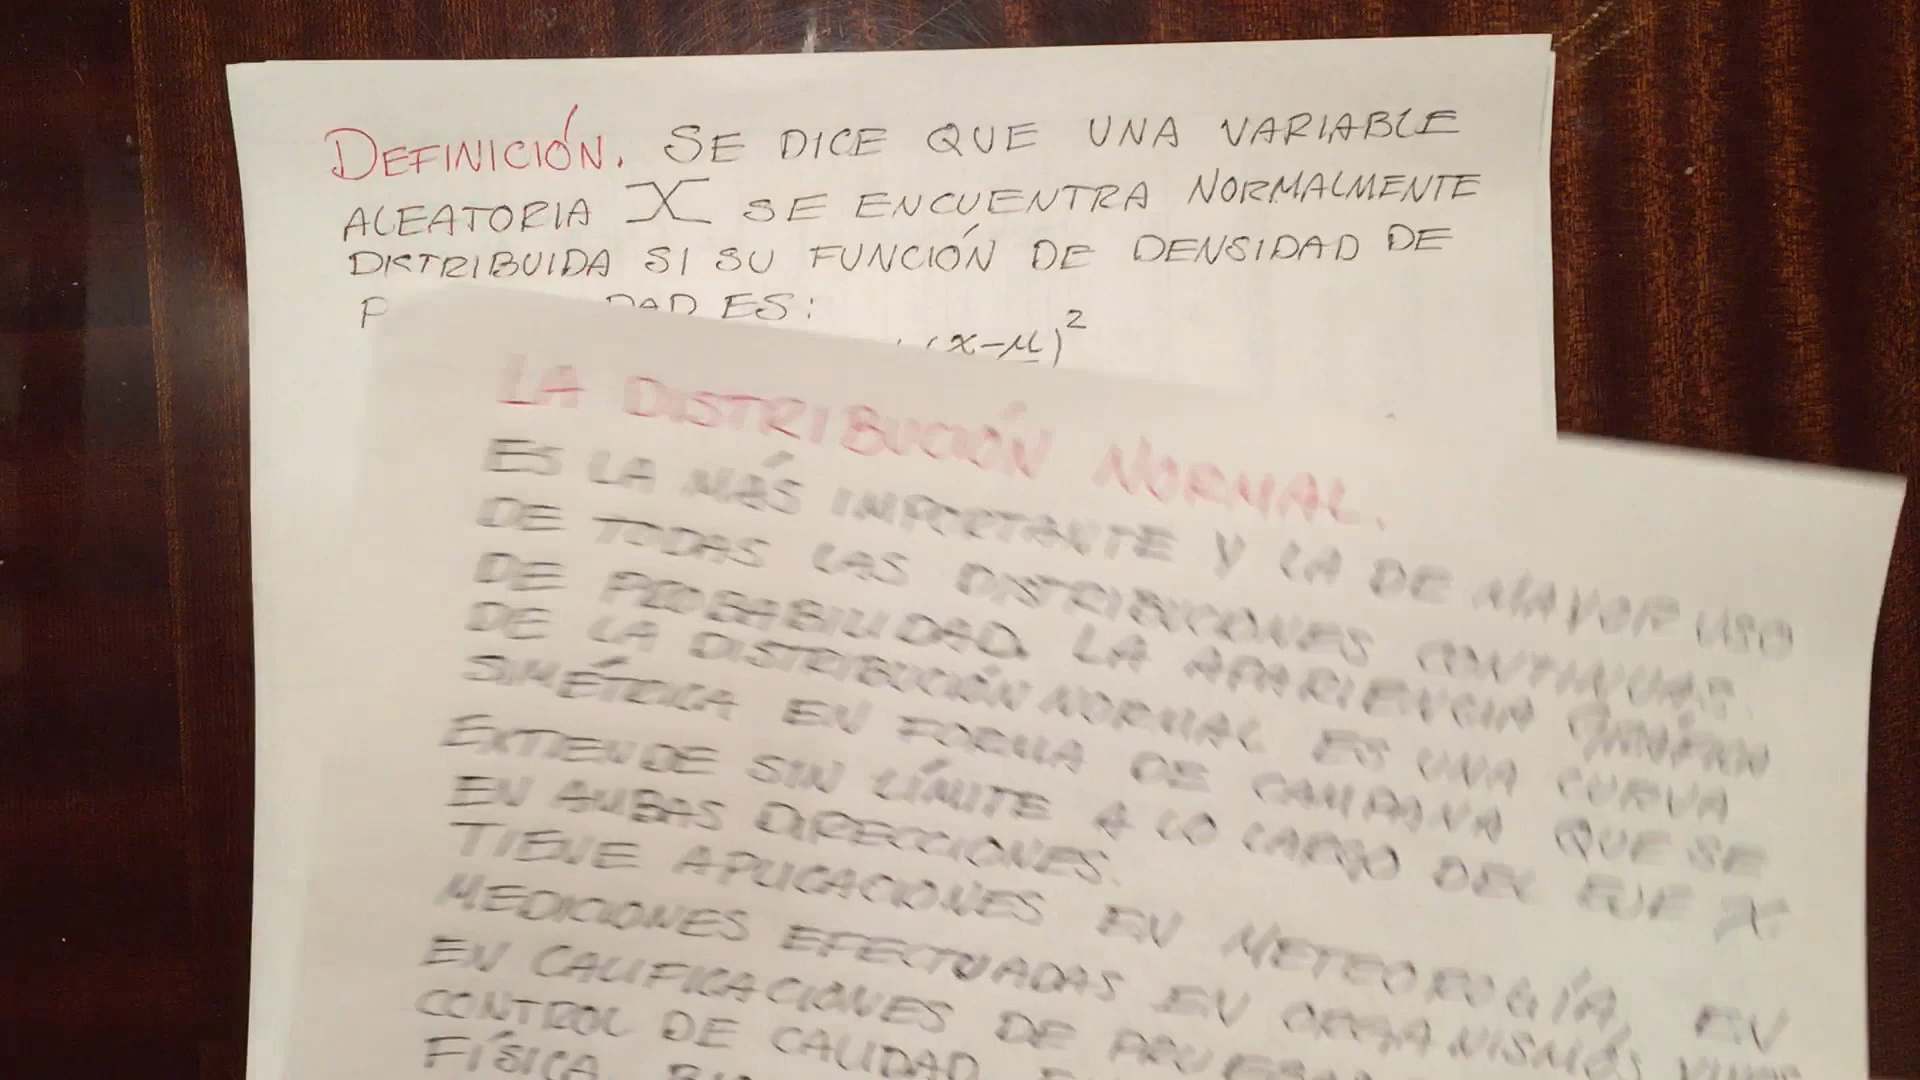 DEFINICIÓN. SE DICE QUE UNA VARIABLE
ALEATORIA X SE ENCUENTRA NORMALMENTE
DISTRIBUIDA SI SU FUNCIÓN DE DENSIDAD DE
ES:
(x-μ)²
LA DISTRIBUCIÓN NORMAL.
ES LA MÁS IMPORTANTE Y LA DE MAYOR USO
DE TODAS LAS DISTRIBUCIONES CONTINUAS
DE PROBABILIDAD. LA APARIENCIA GRÁFICA
DE LA DISTRIBUCIÓN NORMAL ES UNA CURVA
SIMÉTRICA EN FORMA DE CAMPANA QUE SE
EXTIENDE SIN LÍMITE A LO LARGO DEL EJE X
EN AMBAS DIRECCIONES.
TIENE APLICACIONES EN METEOROLOGÍA, EN
MEDICIONES EFECTUADAS EN ORGANISMOS
EN CALIFICACIONES DE
CONTROL DE CALIDAD
FÍSICA